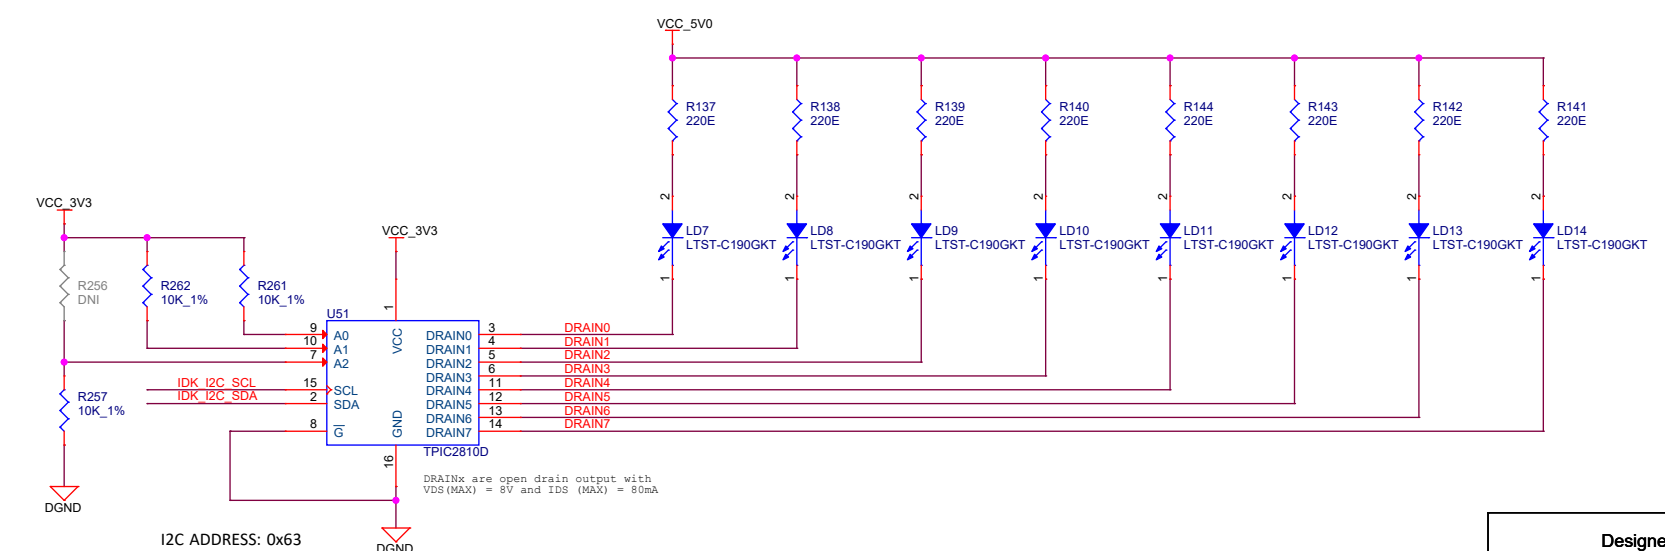 VCC_5V0
R137
220E
R138
220E
R139
220E
R140
220E
R144
220E
R143
220E
R142
220E
R141
220E
2
2
2
2
2
2
2
2
LD7
LTST-C190GKT
LD8
LTST-C190GKT
LD9
LTST-C190GKT
LD10
LTST-C190GKT
LD11
LTST-C190GKT
LD12
LTST-C190GKT
LD13
LTST-C190GKT
LD14
LTST-C190GKT
1
1
1
1
1
1
1
1
VCC_3V3
VCC_3V3
R256
DNI
R262
10K_1%
R261
10K_1%
R257
10K_1%
U51
1
VCC
9 A0
10 A1
7 A2
IDK_I2C_SCL 15 SCL
IDK_I2C_SDA 2 SDA
8 G
GND
16
DRAIN0 3 DRAIN0
DRAIN1 4 DRAIN1
DRAIN2 5 DRAIN2
DRAIN3 6 DRAIN3
DRAIN4 11 DRAIN4
DRAIN5 12 DRAIN5
DRAIN6 13 DRAIN6
DRAIN7 14 DRAIN7
TPIC2810D
DRAINx are open drain output with
VDS(MAX) = 8V and IDS (MAX) = 80mA
DGND
DGND
I2C ADDRESS: 0x63
Designe